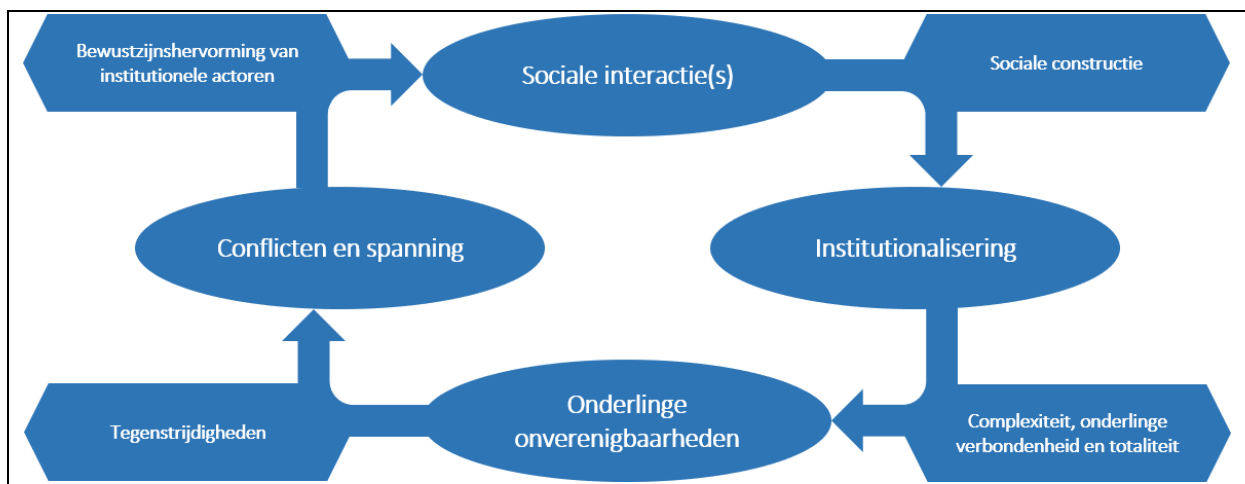 Bewustzijnshervorming van
institutionele actoren
Sociale interactie(s)
Sociale constructie
Conflicten en spanning
Institutionalisering
Tegenstrijdigheden
Onderlinge
onverenigbaarheden
Complexiteit, onderlinge
verbondenheid en totaliteit